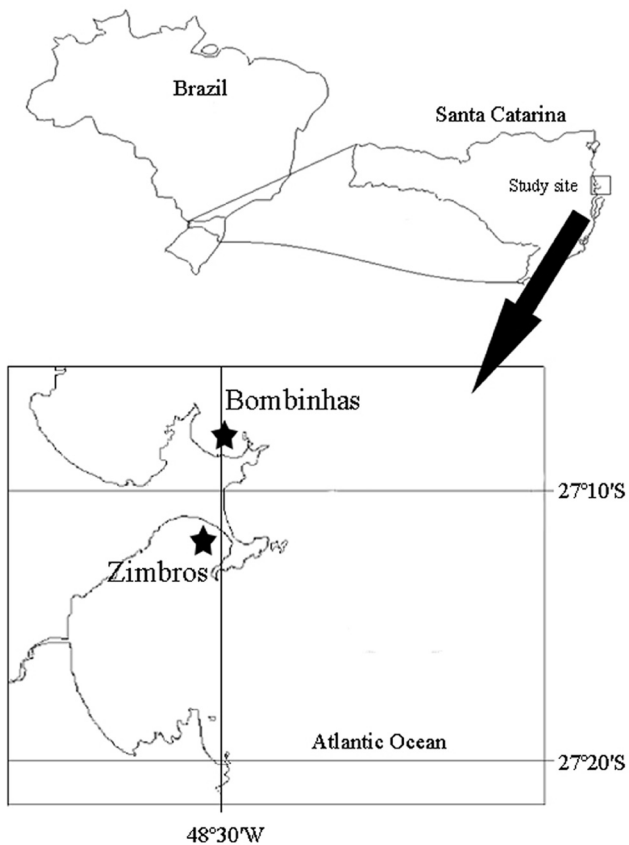 Brazil
Santa Catarina
Study site
Bombinhas
27°10'S
Zimbros
Atlantic Ocean
27°20'S
48°30'W